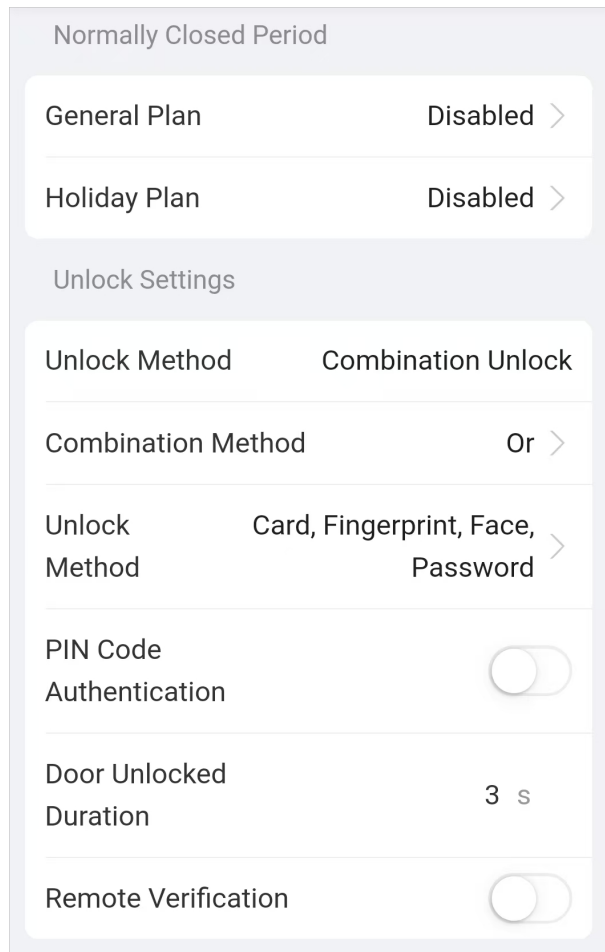 Normally Closed Period
General Plan Disabled
Holiday Plan Disabled
Unlock Settings
Unlock Method Combination Unlock
Combination Method Or
Unlock Card, Fingerprint, Face,
Method Password
PIN Code
Authentication
Door Unlocked
Duration
3 s
Remote Verification